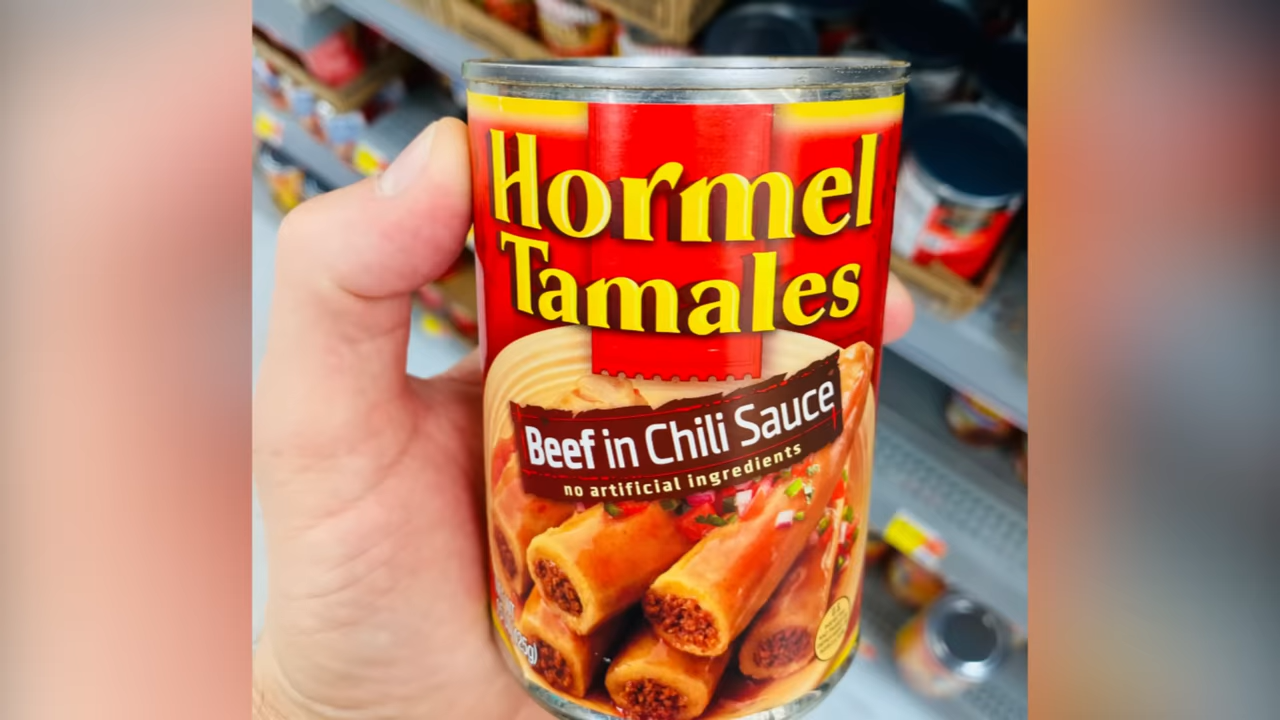 Hormel
Tamales
Beef in Chili Sauce
no artificial ingredients